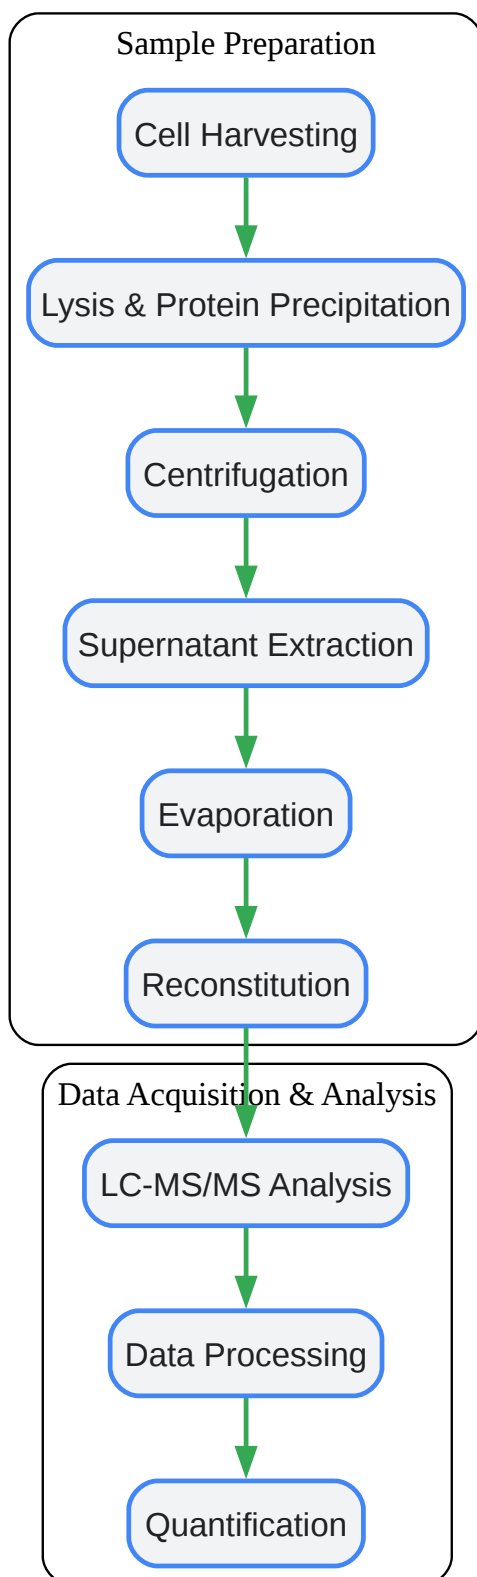 Sample Preparation
Cell Harvesting
Lysis & Protein Precipitation
Centrifugation
Supernatant Extraction
Evaporation
Reconstitution
Data Acquisition & Analysis
LC-MS/MS Analysis
Data Processing
Quantification